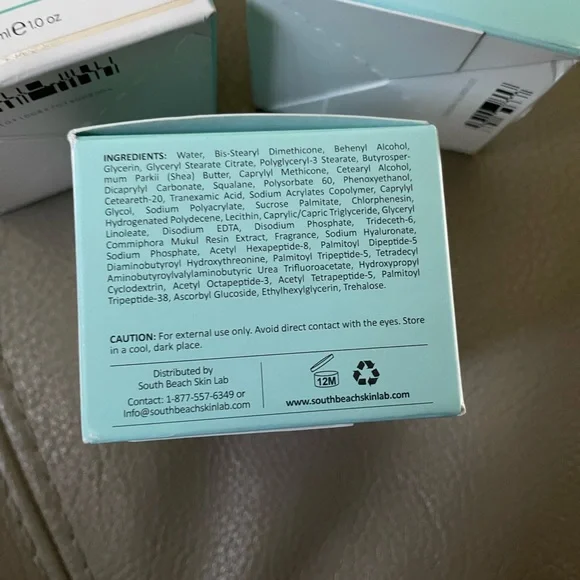 ml ℮ 1.0 oz
INGREDIENTS: Water, Bis-Stearyl Dimethicone, Behenyl Alcohol,
Glycerin, Glyceryl Stearate Citrate, Polyglyceryl-3 Stearate, Butyrosper-
mum Parkii (Shea) Butter, Caprylyl Methicone, Cetearyl Alcohol,
Dicaprylyl Carbonate, Squalane, Polysorbate 60, Phenoxyethanol,
Ceteareth-20, Tranexamic Acid, Sodium Acrylates Copolymer, Caprylyl
Glycol, Sodium Polyacrylate, Sucrose Palmitate, Chlorphenesin,
Hydrogenated Polydecene, Lecithin, Caprylic/Capric Triglyceride, Glyceryl
Linoleate, Disodium EDTA, Disodium Phosphate, Trideceth-6,
Commiphora Mukul Resin Extract, Fragrance, Sodium Hyaluronate,
Sodium Phosphate, Acetyl Hexapeptide-8, Palmitoyl Dipeptide-5
Diaminobutyroyl Hydroxythreonine, Palmitoyl Tripeptide-5, Tetradecyl
Aminobutyroylvalylaminobutyric Urea Trifluoroacetate, Hydroxypropyl
Cyclodextrin, Acetyl Octapeptide-3, Acetyl Tetrapeptide-5, Palmitoyl
Tripeptide-38, Ascorbyl Glucoside, Ethylhexylglycerin, Trehalose.
CAUTION: For external use only. Avoid direct contact with the eyes. Store
in a cool, dark place.
Distributed by
South Beach Skin Lab
Contact: 1-877-557-6349 or
Info@southbeachskinlab.com
12M
www.southbeachskinlab.com